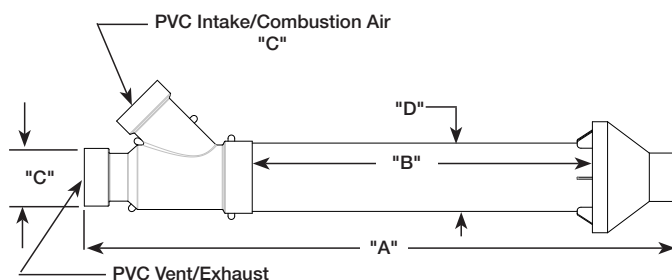 PVC Intake/Combustion Air
"C"
"D"
"B"
"C"
"A"
PVC Vent/Exhaust